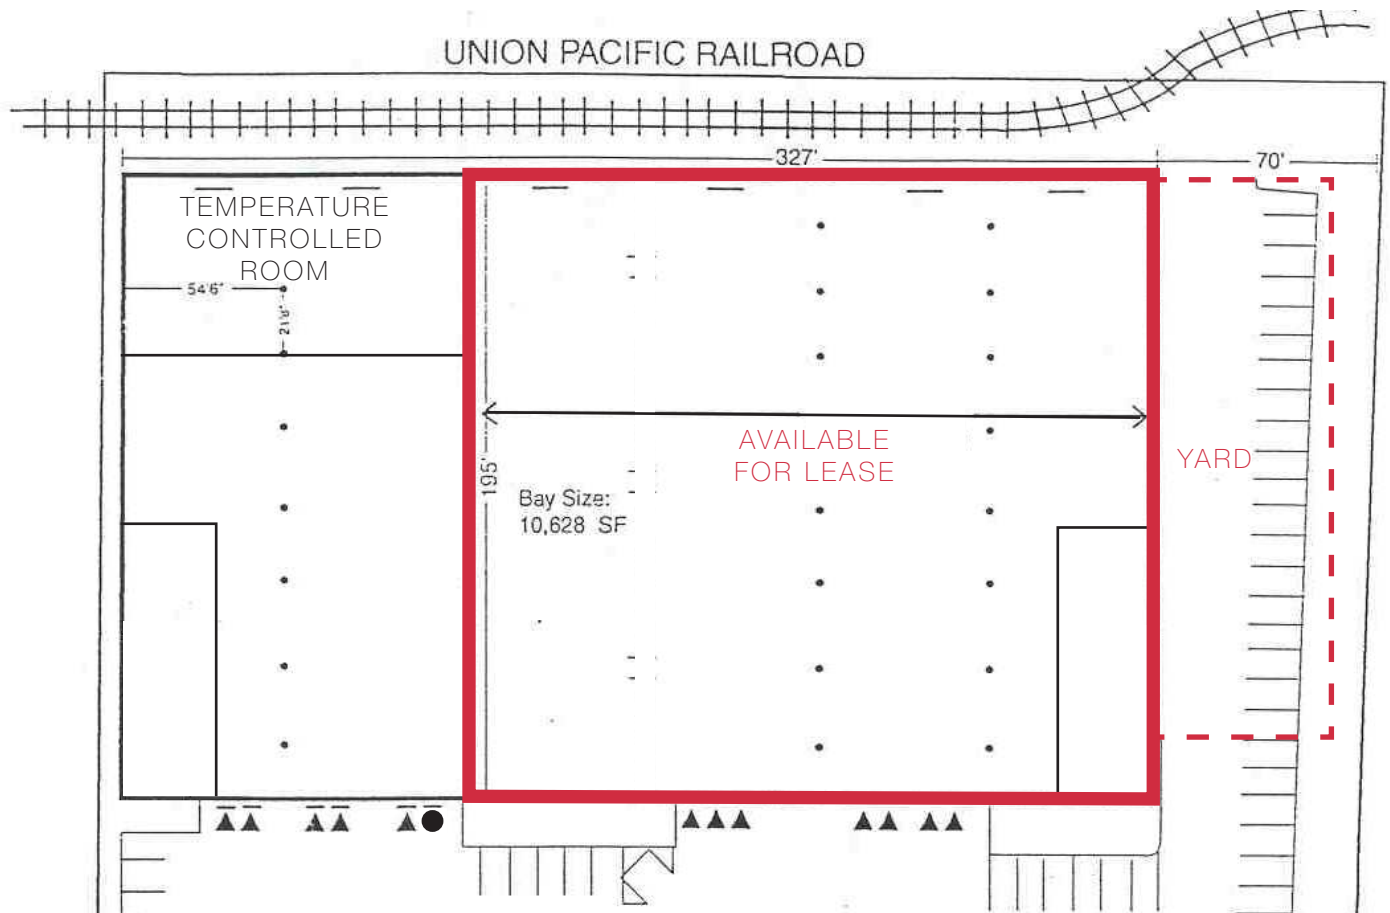 UNION PACIFIC RAILROAD
327'
70'
TEMPERATURE
CONTROLLED
ROOM
54'6"
21'8"
AVAILABLE
FOR LEASE
YARD
195'
Bay Size:
10,628 SF